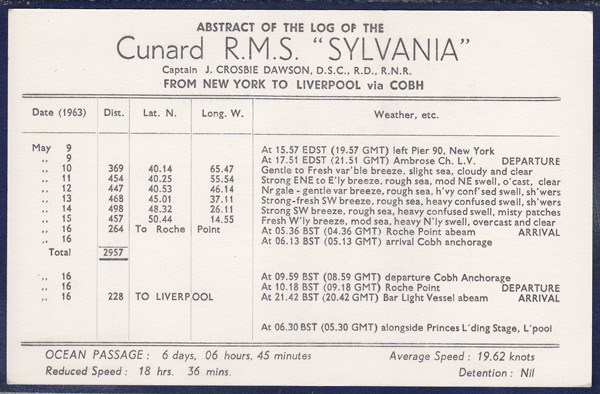 ABSTRACT OF THE LOG OF THE
Cunard R.M.S. "SYLVANIA"
Captain J. CROSBIE DAWSON, D.S.C., R.D., R.N.R.
FROM NEW YORK TO LIVERPOOL via COBH
Date (1963) Dist. Lat. N. Long. W. Weather, etc.
May 9 At 15.57 EDST (19.57 GMT) left Pier 90, New York
,, 9 At 17.51 EDST (21.51 GMT) Ambrose Ch. L.V. DEPARTURE
,, 10 369 40.14 65.47 Gentle to Fresh var'ble breeze, slight sea, cloudy and clear
,, 11 454 40.25 55.54 Strong ENE to E'ly breeze, rough sea, mod NE swell, o'cast, clear
,, 12 447 40.53 46.14 Nr gale - gentle var breeze, rough sea, h'vy conf'sed swell, sh'wers
,, 13 468 45.01 37.11 Strong-fresh SW breeze, heavy confused swell, sh'wers
,, 14 498 48.32 26.11 Strong SW breeze, rough sea, confused swell, misty patches
,, 15 457 50.44 14.55 Fresh W'ly breeze, mod sea, heavy N'ly swell, overcast and clear
,, 16 264 To Roche Point At 05.36 BST (04.36 GMT) Roche Point abeam ARRIVAL
,, 16 At 06.13 BST (05.13 GMT) arrival Cobh anchorage
Total 2957
,, 16 At 09.59 BST (08.59 GMT) departure Cobh Anchorage
,, 16 At 10.18 BST (09.18 GMT) Roche Point DEPARTURE
,, 16 228 TO LIVERPOOL At 21.42 BST (20.42 GMT) Bar Light Vessel abeam ARRIVAL
At 06.30 BST (05.30 GMT) alongside Princes L'ding Stage, L'pool
OCEAN PASSAGE: 6 days, 06 hours, 45 minutes Average Speed: 19.62 knots
Reduced Speed: 18 hrs. 36 mins. Detention: Nil